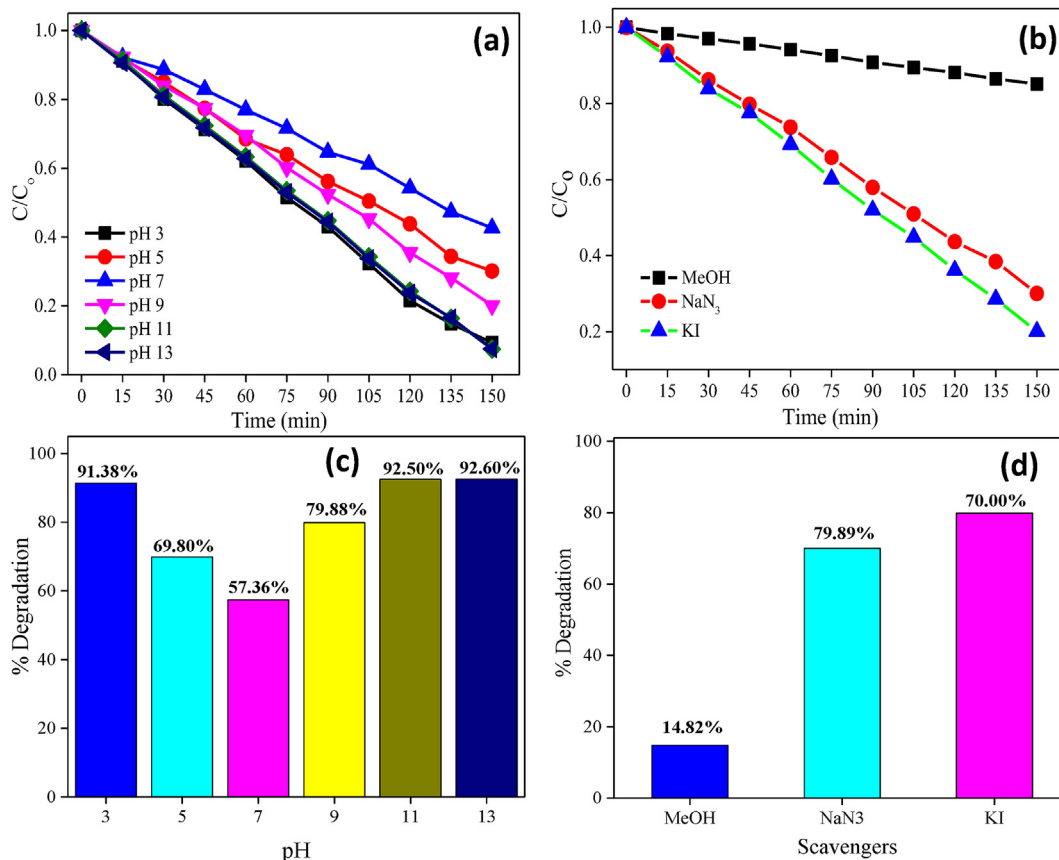 (a)
C/Co
1.0
0.8
0.6
0.4
0.2
0.0
pH 3
pH 5
pH 7
pH 9
pH 11
pH 13
0 15 30 45 60 75 90 105 120 135 150
Time (min)
(b)
C/Co
1.0
0.8
0.6
0.4
0.2
MeOH
NaN3
KI
0 15 30 45 60 75 90 105 120 135 150
Time (min)
(c)
% Degradation
100
80
60
40
20
0
91.38%
69.80%
57.36%
79.88%
92.50%
92.60%
3 5 7 9 11 13
pH
(d)
% Degradation
100
80
60
40
20
0
14.82%
79.89%
70.00%
MeOH NaN3 KI
Scavengers